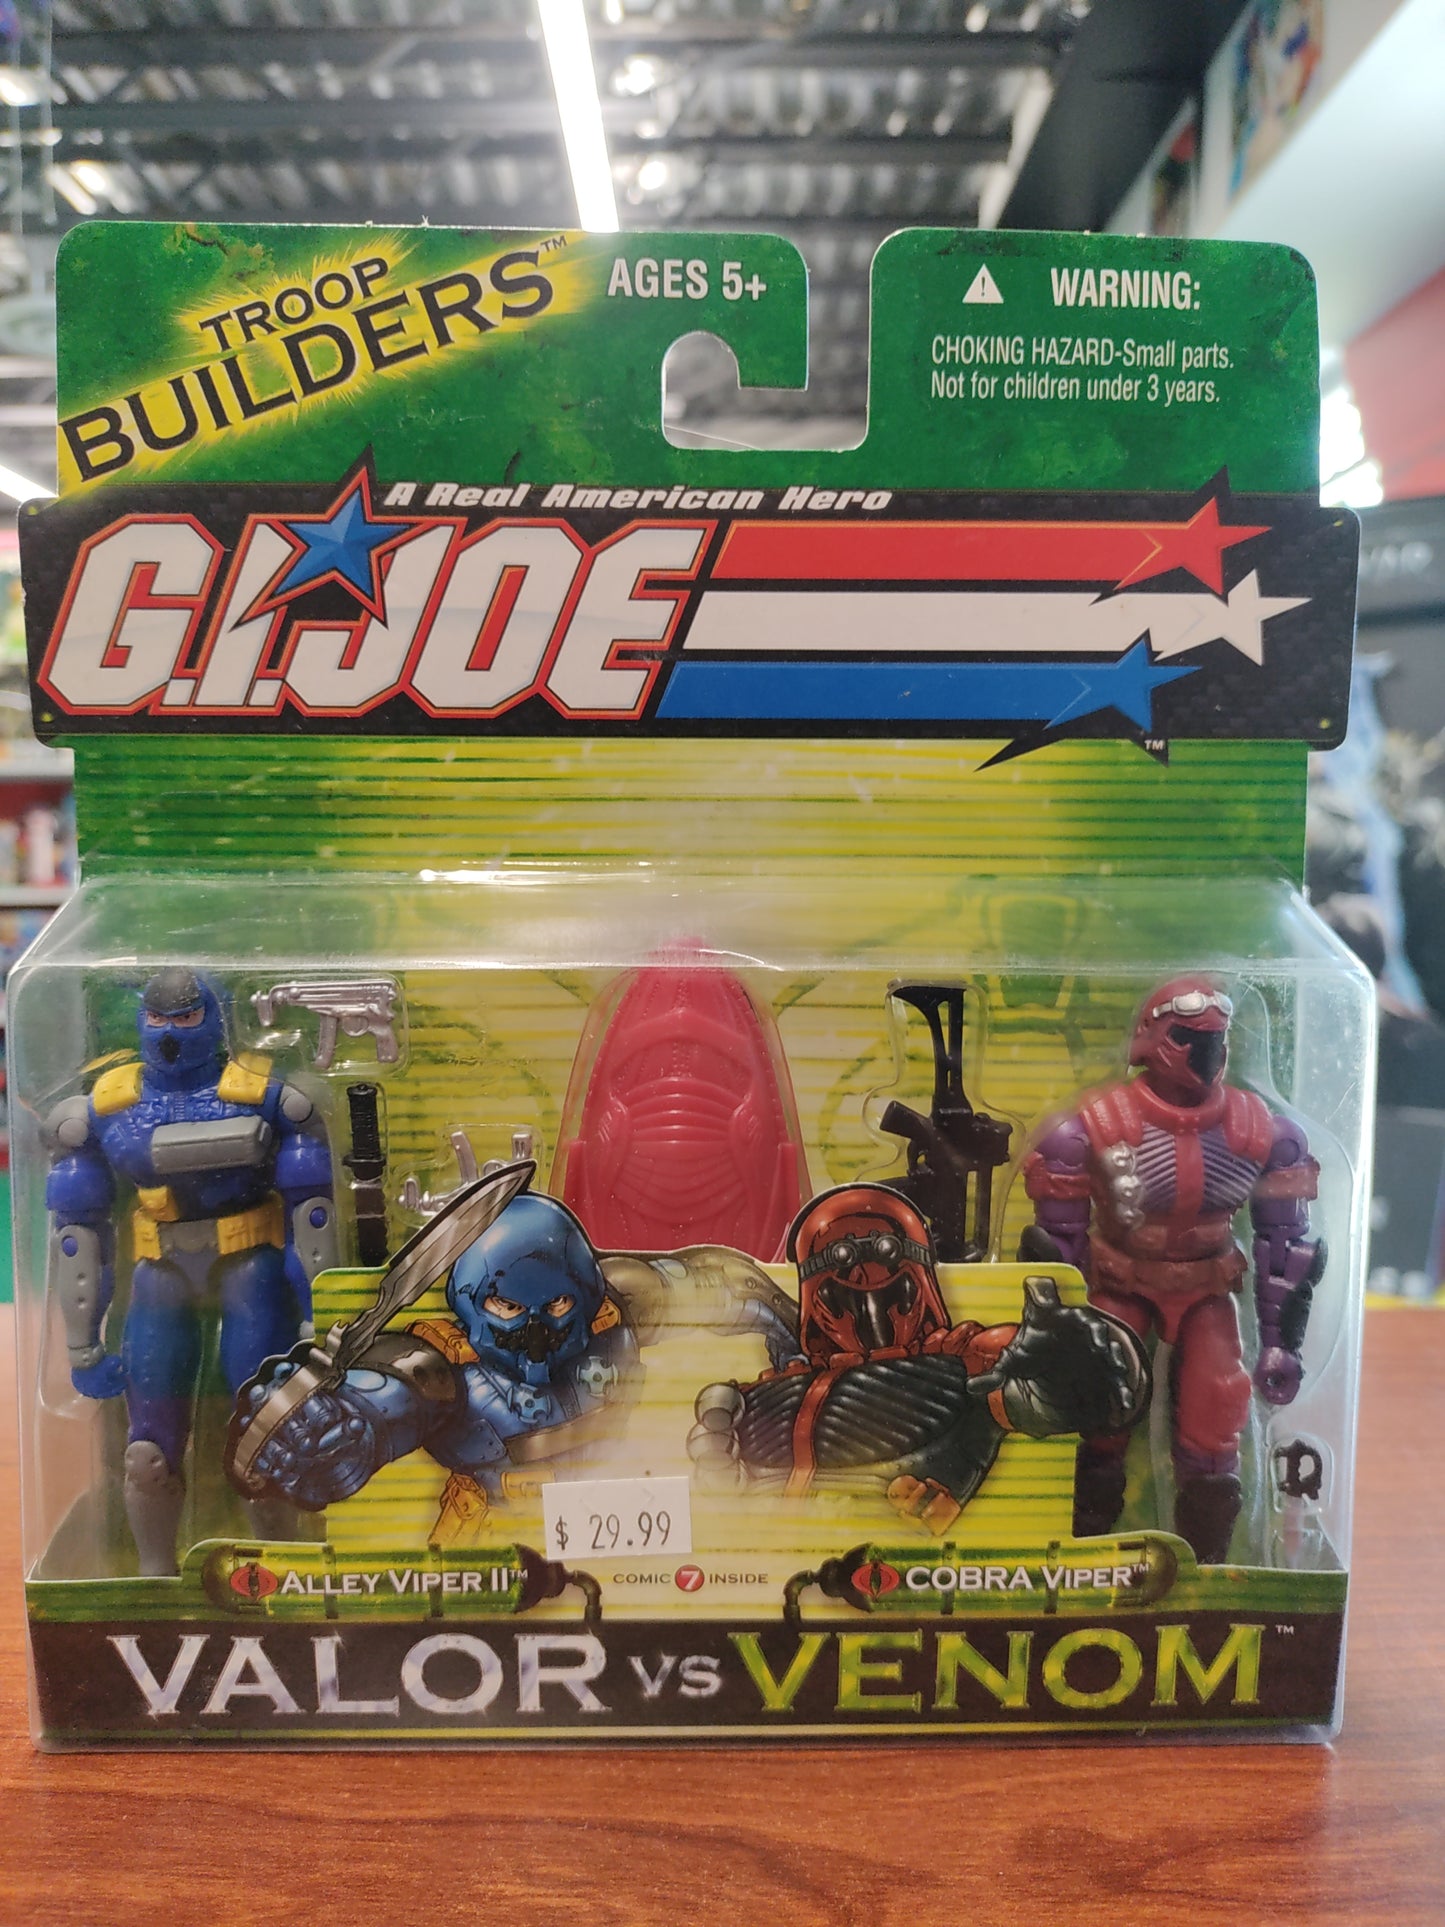 TROOP
BUILDERS™
AGES 5+
WARNING:
CHOKING HAZARD-Small parts.
Not for children under 3 years.
A Real American Hero
G.I.JOE
TM
$ 29.99
ALLEY VIPER II™
COMIC 7 INSIDE
COBRA VIPER™
VALOR VS VENOM™